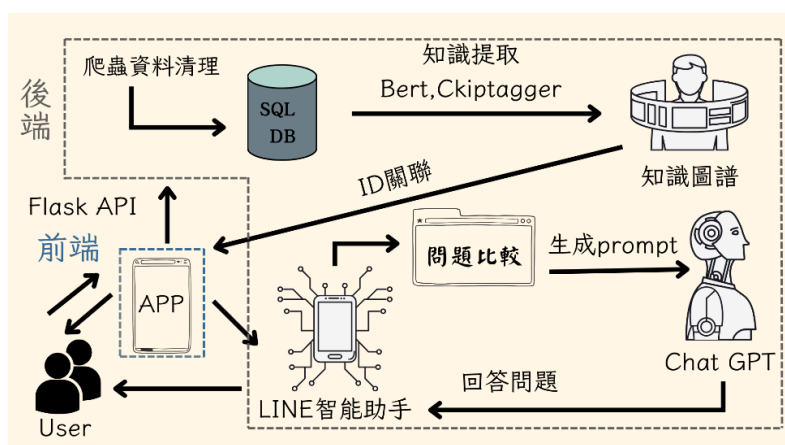 爬蟲資料清理
知識提取
Bert,Ckiptagger
後端
SQL
DB
知識圖譜
ID關聯
Flask API
前端
APP
問題比較
生成prompt
Chat GPT
LINE智能助手
回答問題
User